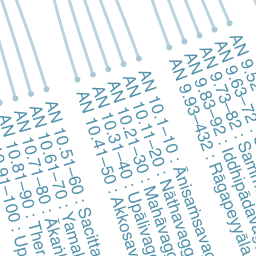 AN 9.52
AN 9.63–72
AN 9.73–82 : Samm
AN 9.83–92 : Iddhipādava
AN 9.93–432 : Rāgapeyyāla
AN 10.1–10 : Ānisaṁsava
AN 10.11–20 : Nāthavagg
AN 10.21–30 : Mahāvagg
AN 10.31–40 : Upālivagg
AN 10.41–50 : Akkosav
AN 10.51–60 : Sacitta
AN 10.61–70 : Yamak
AN 10.71–80 : Ākaṅ
AN 10.81–90 : Ther
0.91–100 : Up